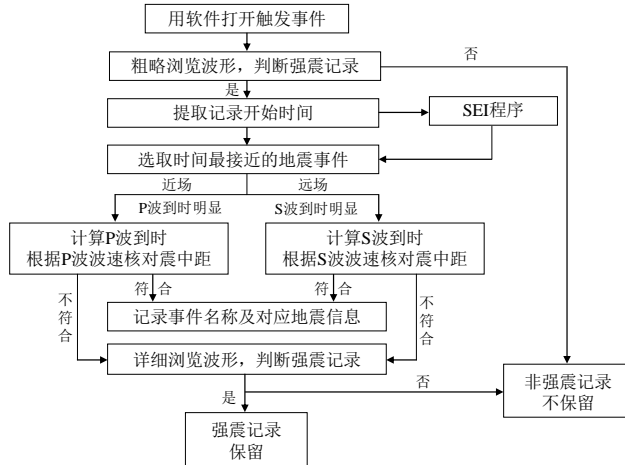 用软件打开触发事件
粗略浏览波形，判断强震记录
否
是
提取记录开始时间
SEI程序
选取时间最接近的地震事件
近场
远场
P波到时明显
S波到时明显
计算P波到时
根据P波波速核对震中距
计算S波到时
根据S波波速核对震中距
不符合
符合
符合
不符合
记录事件名称及对应地震信息
详细浏览波形，判断强震记录
是
否
非强震记录
不保留
强震记录
保留